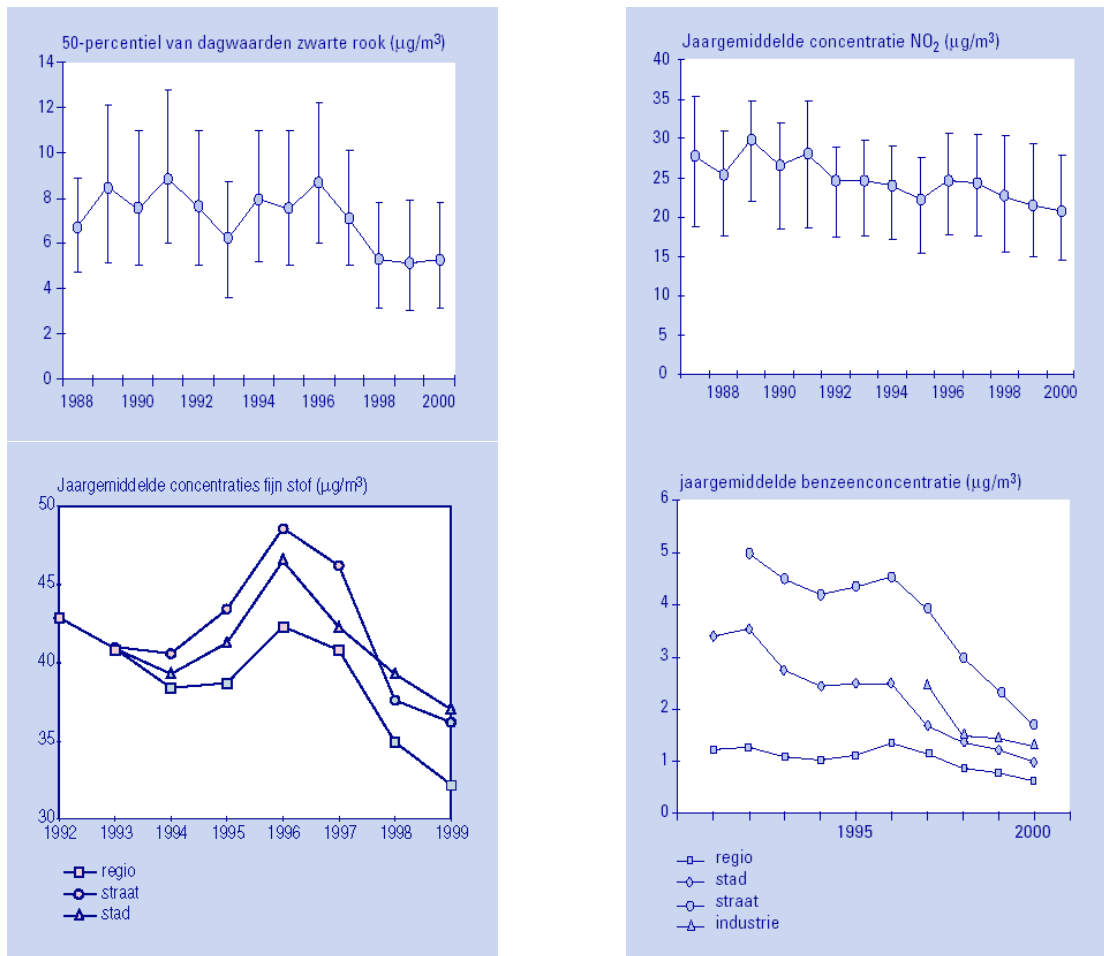 50-percentiel van dagwaarden zwarte rook (µg/m³)
14
12
10
8
6
4
2
0
1988 1990 1992 1994 1996 1998 2000
Jaargemiddelde concentratie NO₂ (µg/m³)
40
35
30
25
20
15
10
5
0
1988 1990 1992 1994 1996 1998 2000
Jaargemiddelde concentraties fijn stof (µg/m³)
50
45
40
35
30
1992 1993 1994 1995 1996 1997 1998 1999
regio
straat
stad
jaargemiddelde benzeenconcentratie (µg/m³)
6
5
4
3
2
1
0
1995 2000
regio
stad
straat
industrie